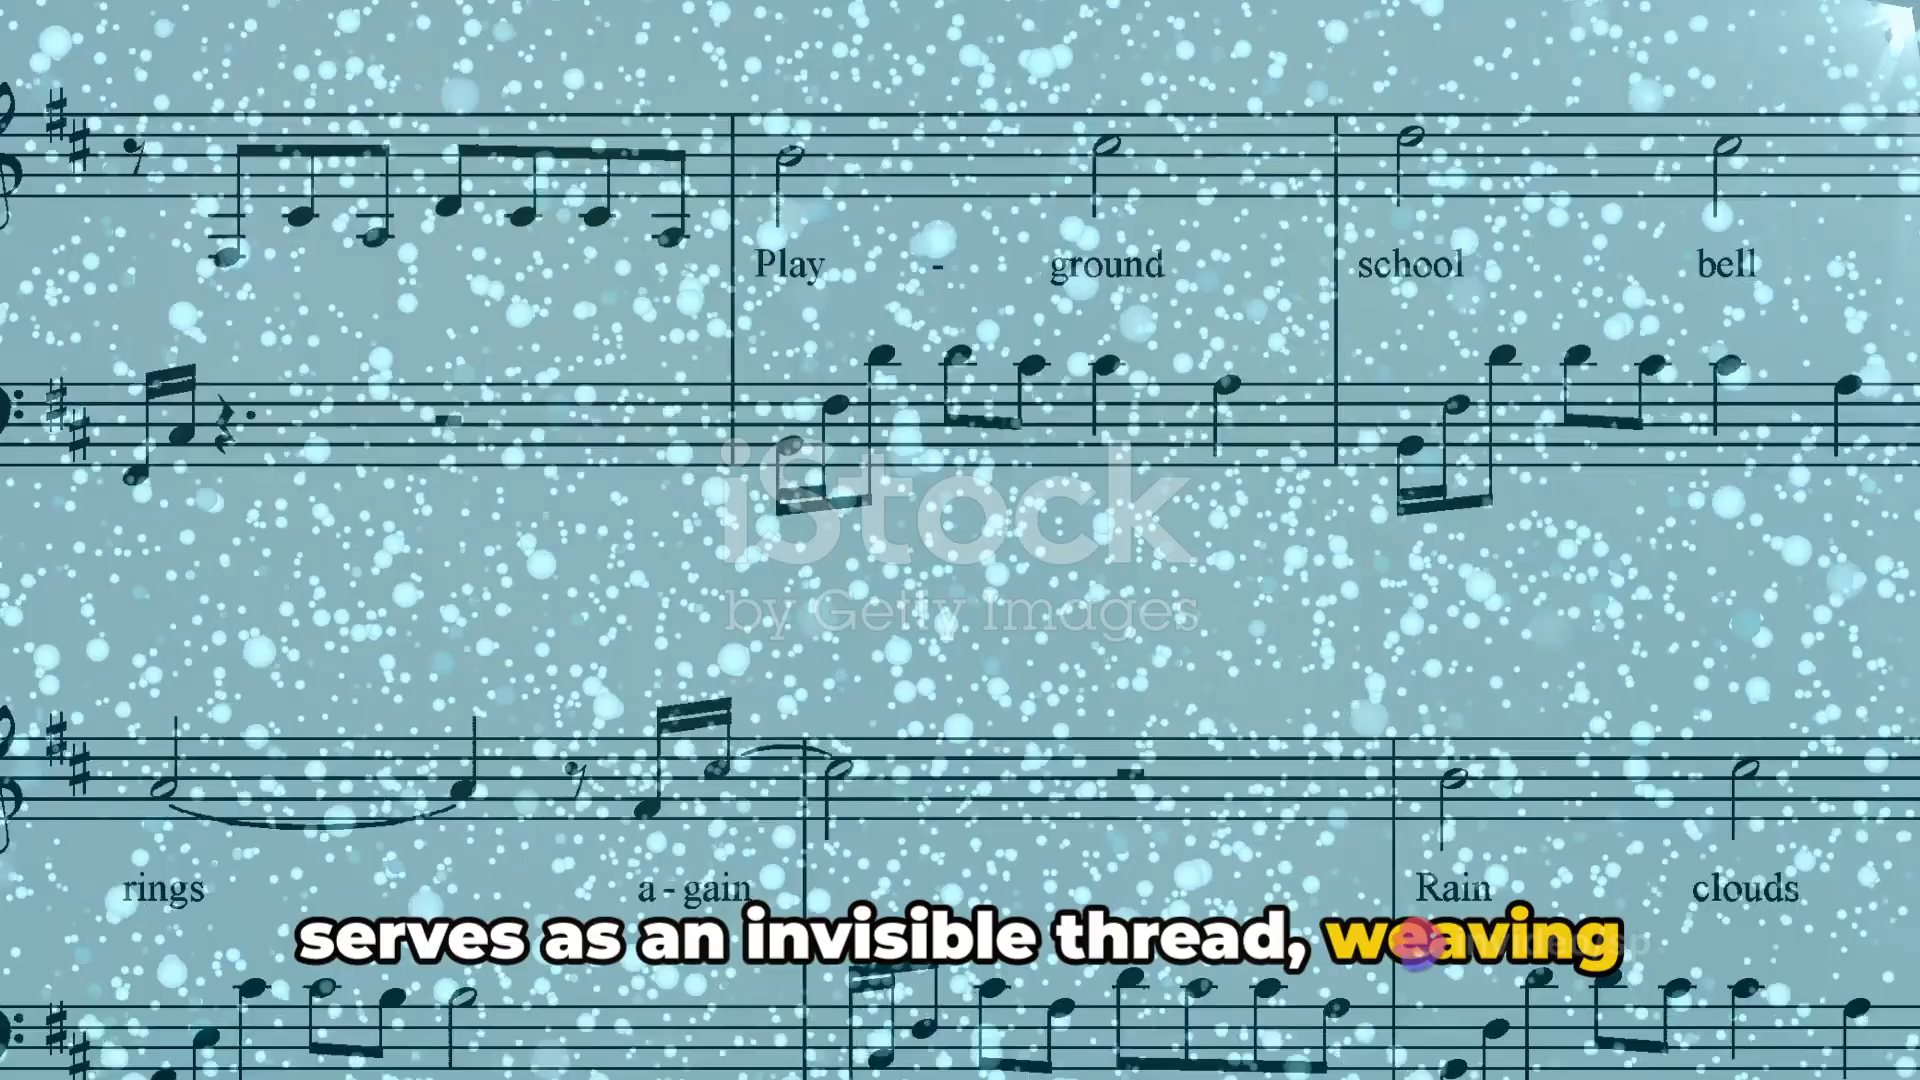 Play - ground school bell
iStock
by Getty Images
rings a - gain Rain clouds
serves as an invisible thread, weaving